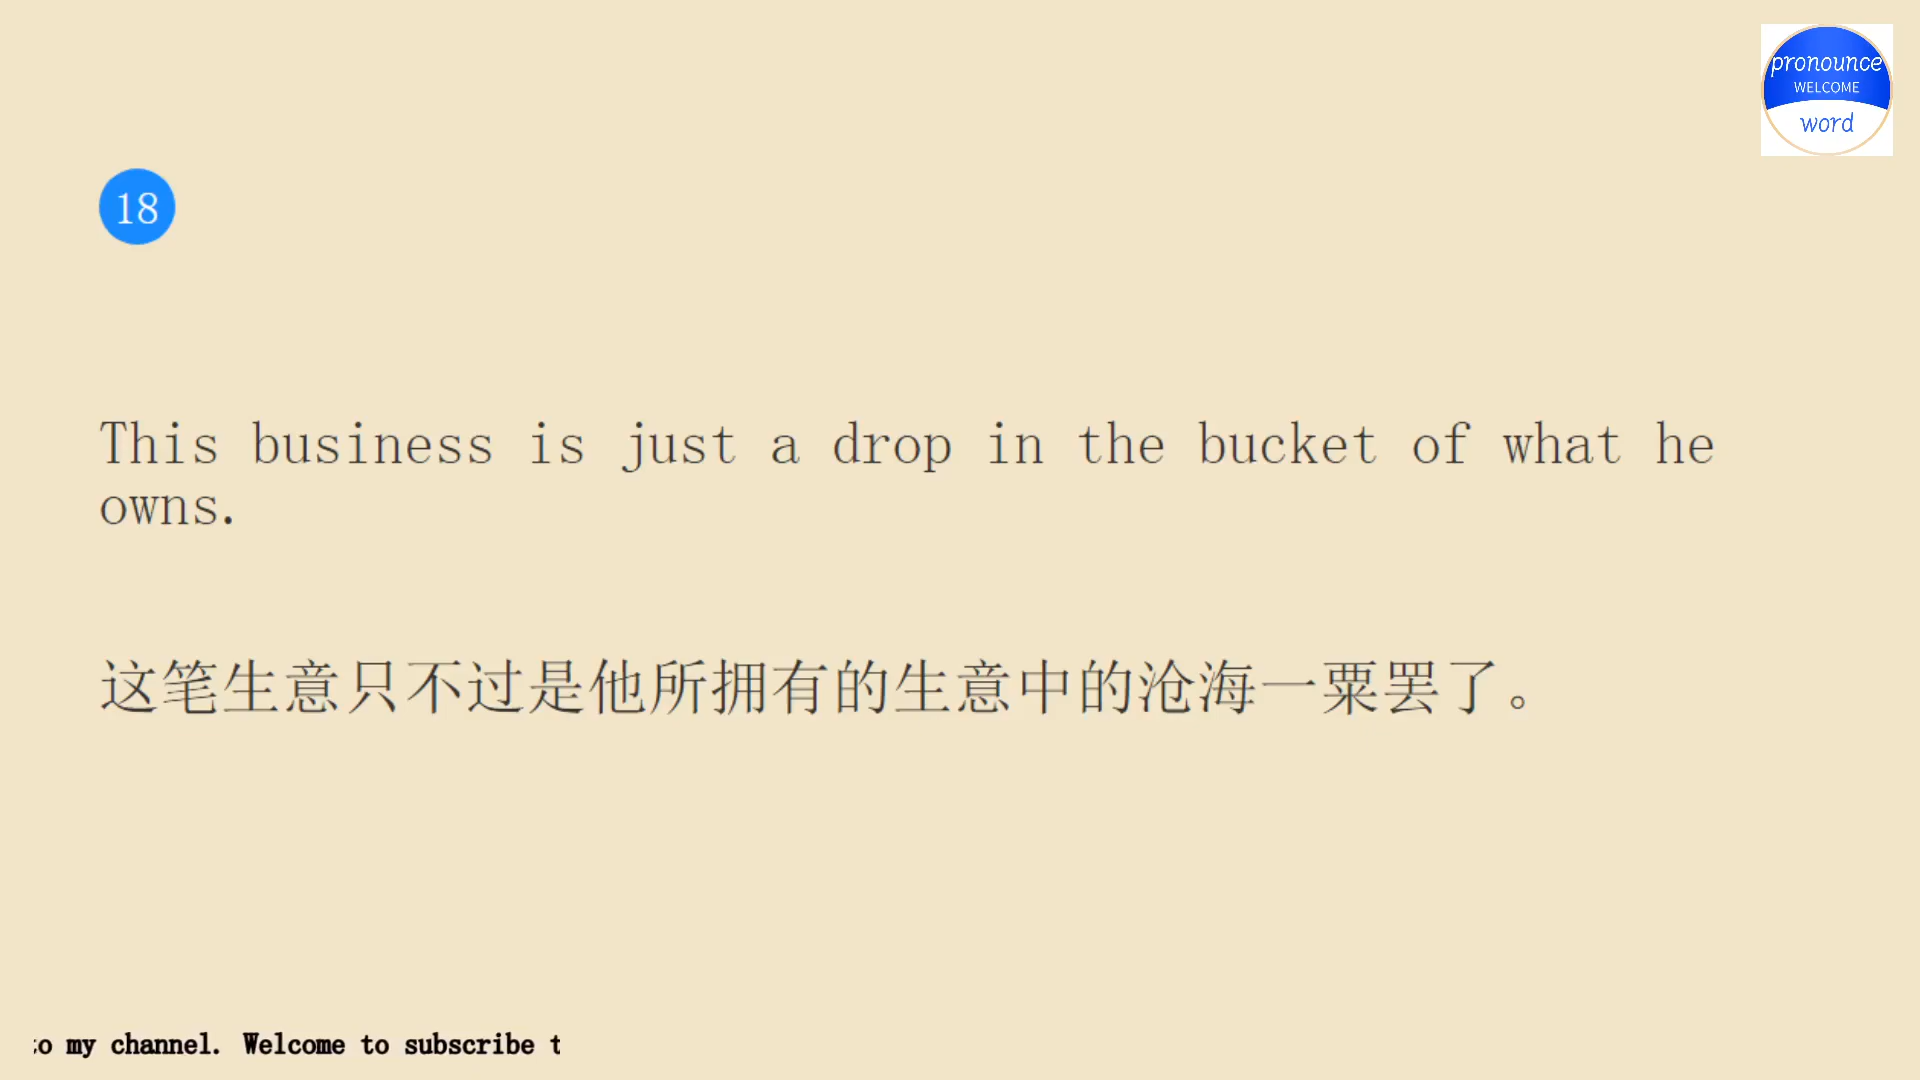 pronounce
WELCOME
word
18
This business is just a drop in the bucket of what he
owns.
这笔生意只不过是他所拥有的生意中的沧海一粟罢了。
to my channel. Welcome to subscribe t